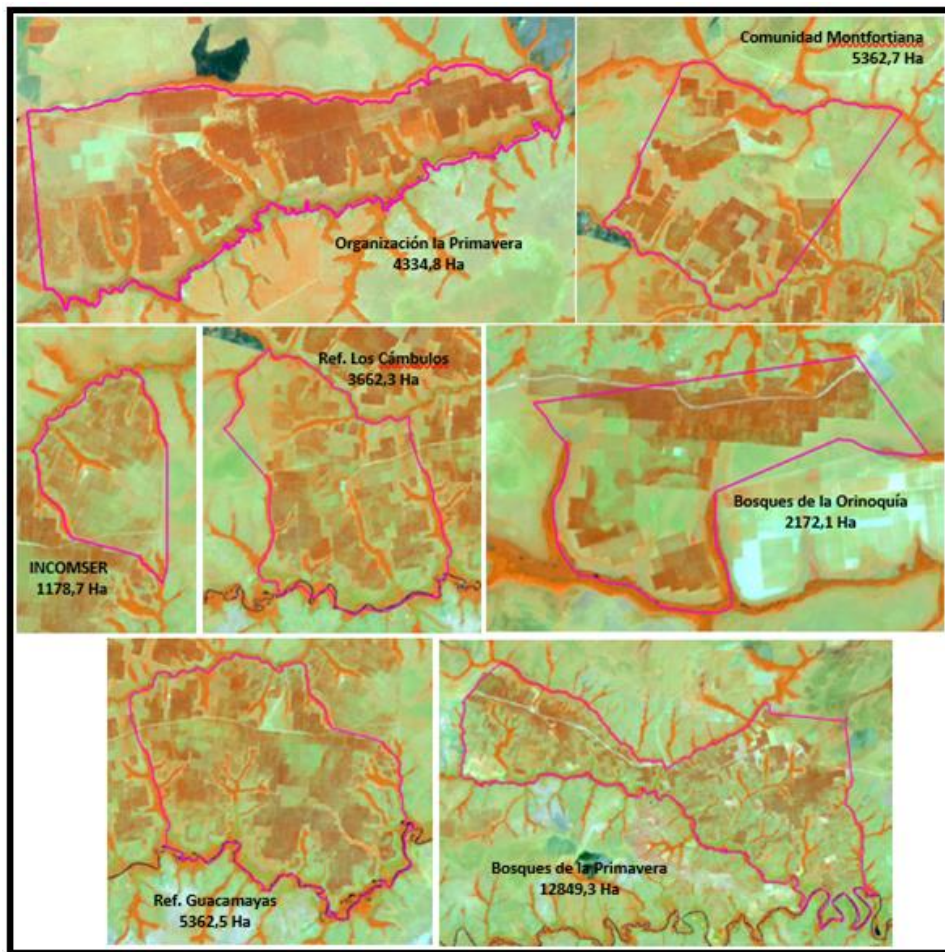 Comunidad Montfortiana
5362,7 Ha
Organización la Primavera
4334,8 Ha
Ref. Los Cámbulos
3662,3 Ha
INCOMSER
1178,7 Ha
Bosques de la Orinoquía
2172,1 Ha
Ref. Guacamayas
5362,5 Ha
Bosques de la Primavera
12849,3 Ha